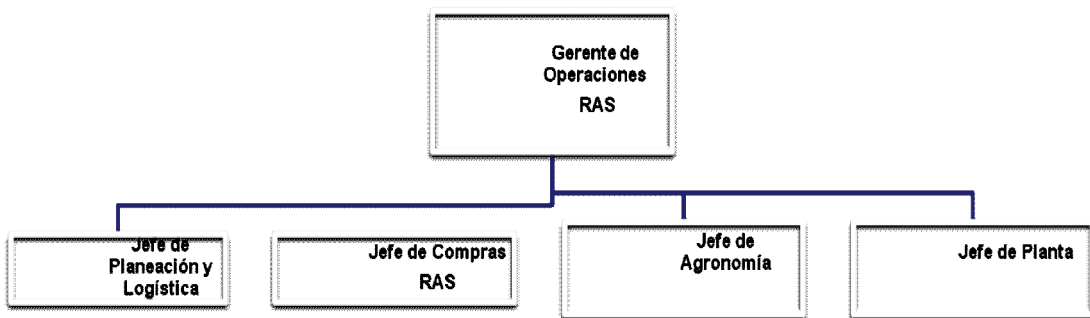 Gerente de
Operaciones
RAS
Jefe de
Planeación y
Logística
Jefe de Compras
RAS
Jefe de
Agronomía
Jefe de Planta